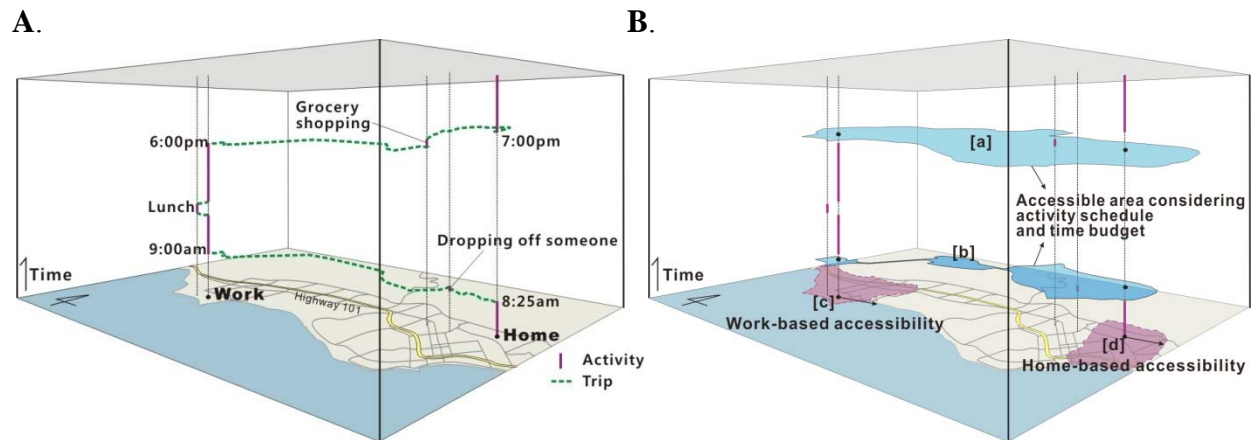 A.
Grocery
shopping
6:00pm
7:00pm
Lunch
Dropping off someone
9:00am
Time
8:25am
Work
Highway 101
Home
Activity
Trip
B.
[a]
Accessible area considering
activity schedule
and time budget
[b]
Time
[c]
Work-based accessibility
[d]
Home-based accessibility